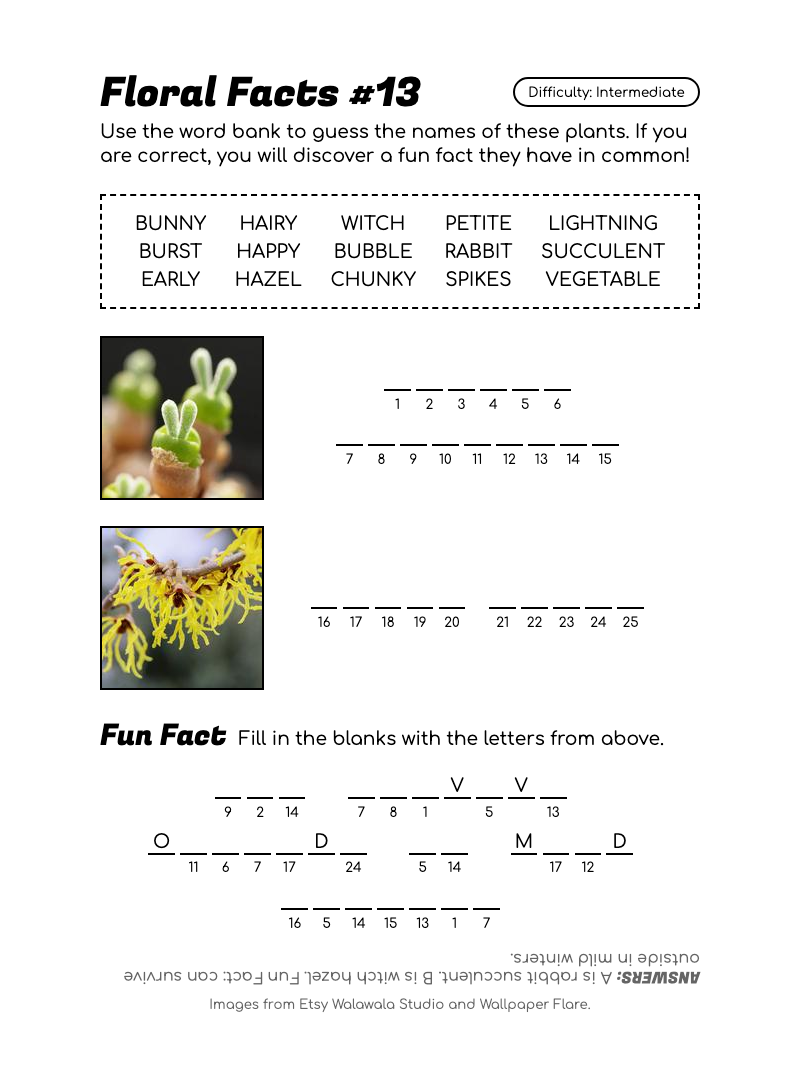 Floral Facts #13
Difficulty: Intermediate
Use the word bank to guess the names of these plants. If you
are correct, you will discover a fun fact they have in common!
BUNNY HAIRY WITCH PETITE LIGHTNING
BURST HAPPY BUBBLE RABBIT SUCCULENT
EARLY HAZEL CHUNKY SPIKES VEGETABLE
1 2 3 4 5 6
7 8 9 10 11 12 13 14 15
16 17 18 19 20 21 22 23 24 25
Fun Fact Fill in the blanks with the letters from above.
V V
9 2 14 7 8 1 5 13
O D M D
11 6 7 17 24 5 14 17 12
16 5 14 15 13 1 7
ANSWERS: A is rabbit succulent. B is witch hazel. Fun Fact: can survive
outside in mild winters.
Images from Etsy Walawala Studio and Wallpaper Flare.